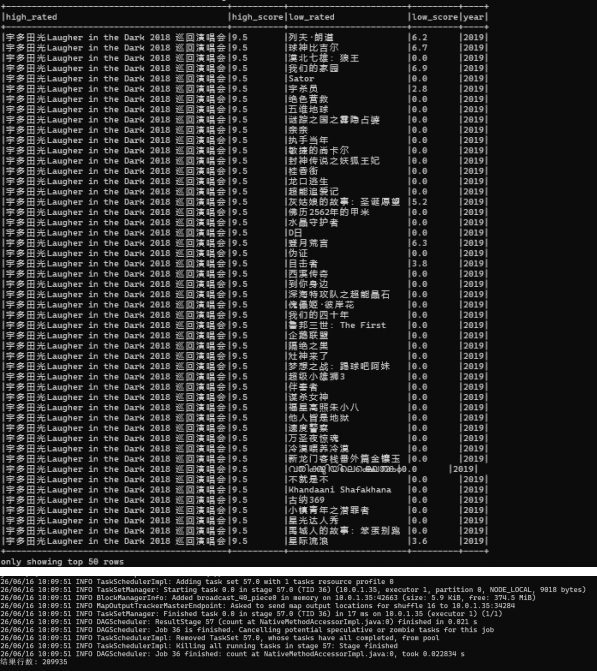 |high_rated|high_score|low_rated|low_score|year|
|宇多田光Laugher in the Dark 2018 巡回演唱会|9.5|列夫·朗道|6.2|2019|
|宇多田光Laugher in the Dark 2018 巡回演唱会|9.5|球神比吉尔|6.7|2019|
|宇多田光Laugher in the Dark 2018 巡回演唱会|9.5|漠北七雄: 狼王|0.0|2019|
|宇多田光Laugher in the Dark 2018 巡回演唱会|9.5|我们的家园|6.9|2019|
|宇多田光Laugher in the Dark 2018 巡回演唱会|9.5|Sator|0.0|2019|
|宇多田光Laugher in the Dark 2018 巡回演唱会|9.5|宇杀员|2.8|2019|
|宇多田光Laugher in the Dark 2018 巡回演唱会|9.5|绝色营救|0.0|2019|
|宇多田光Laugher in the Dark 2018 巡回演唱会|9.5|五维地球|0.0|2019|
|宇多田光Laugher in the Dark 2018 巡回演唱会|9.5|谜踪之国之雾隐占婆|0.0|2019|
|宇多田光Laugher in the Dark 2018 巡回演唱会|9.5|亲亲|0.0|2019|
|宇多田光Laugher in the Dark 2018 巡回演唱会|9.5|执手当年|0.0|2019|
|宇多田光Laugher in the Dark 2018 巡回演唱会|9.5|敏捷的尚卡尔|0.0|2019|
|宇多田光Laugher in the Dark 2018 巡回演唱会|9.5|封神传说之妖狐王妃|0.0|2019|
|宇多田光Laugher in the Dark 2018 巡回演唱会|9.5|桂香街|0.0|2019|
|宇多田光Laugher in the Dark 2018 巡回演唱会|9.5|龙口逃生|0.0|2019|
|宇多田光Laugher in the Dark 2018 巡回演唱会|9.5|超能追爱记|0.0|2019|
|宇多田光Laugher in the Dark 2018 巡回演唱会|9.5|灰姑娘的故事: 圣诞愿望|5.2|2019|
|宇多田光Laugher in the Dark 2018 巡回演唱会|9.5|佛历2562年的甲米|0.0|2019|
|宇多田光Laugher in the Dark 2018 巡回演唱会|9.5|水晶守护者|0.0|2019|
|宇多田光Laugher in the Dark 2018 巡回演唱会|9.5|D日|0.0|2019|
|宇多田光Laugher in the Dark 2018 巡回演唱会|9.5|登月荒言|6.3|2019|
|宇多田光Laugher in the Dark 2018 巡回演唱会|9.5|伪证|0.0|2019|
|宇多田光Laugher in the Dark 2018 巡回演唱会|9.5|目击者|3.8|2019|
|宇多田光Laugher in the Dark 2018 巡回演唱会|9.5|西溪传奇|0.0|2019|
|宇多田光Laugher in the Dark 2018 巡回演唱会|9.5|到你身边|0.0|2019|
|宇多田光Laugher in the Dark 2018 巡回演唱会|9.5|深海特攻队之超能晶石|0.0|2019|
|宇多田光Laugher in the Dark 2018 巡回演唱会|9.5|傀儡姬·彼岸花|0.0|2019|
|宇多田光Laugher in the Dark 2018 巡回演唱会|9.5|我们的四十年|0.0|2019|
|宇多田光Laugher in the Dark 2018 巡回演唱会|9.5|鲁邦三世: The First|0.0|2019|
|宇多田光Laugher in the Dark 2018 巡回演唱会|9.5|企鹅联盟|0.0|2019|
|宇多田光Laugher in the Dark 2018 巡回演唱会|9.5|隔绝之里|0.0|2019|
|宇多田光Laugher in the Dark 2018 巡回演唱会|9.5|灶神来了|0.0|2019|
|宇多田光Laugher in the Dark 2018 巡回演唱会|9.5|梦想之战: 踢球吧阿妹|0.0|2019|
|宇多田光Laugher in the Dark 2018 巡回演唱会|9.5|超级小雄狮3|0.0|2019|
|宇多田光Laugher in the Dark 2018 巡回演唱会|9.5|伴奏者|0.0|2019|
|宇多田光Laugher in the Dark 2018 巡回演唱会|9.5|谋杀女神|0.0|2019|
|宇多田光Laugher in the Dark 2018 巡回演唱会|9.5|福星高照朱小八|0.0|2019|
|宇多田光Laugher in the Dark 2018 巡回演唱会|9.5|他人皆是地狱|0.0|2019|
|宇多田光Laugher in the Dark 2018 巡回演唱会|9.5|速度警察|0.0|2019|
|宇多田光Laugher in the Dark 2018 巡回演唱会|9.5|万圣夜惊魂|0.0|2019|
|宇多田光Laugher in the Dark 2018 巡回演唱会|9.5|冷漠喂养冷漠|0.0|2019|
|宇多田光Laugher in the Dark 2018 巡回演唱会|9.5|新龙门客栈番外篇金镶玉|0.0|2019|
|宇多田光Laugher in the Dark 2018 巡回演唱会|9.5|0.0|2019|
|宇多田光Laugher in the Dark 2018 巡回演唱会|9.5|不就是不|0.0|2019|
|宇多田光Laugher in the Dark 2018 巡回演唱会|9.5|Khandaani Shafakhana|0.0|2019|
|宇多田光Laugher in the Dark 2018 巡回演唱会|9.5|古纳369|0.0|2019|
|宇多田光Laugher in the Dark 2018 巡回演唱会|9.5|小镇青年之潜罪者|0.0|2019|
|宇多田光Laugher in the Dark 2018 巡回演唱会|9.5|星光达人秀|0.0|2019|
|宇多田光Laugher in the Dark 2018 巡回演唱会|9.5|禹城人的故事: 笨蛋别跑|0.0|2019|
|宇多田光Laugher in the Dark 2018 巡回演唱会|9.5|星际流浪|3.6|2019|
only showing top 50 rows
26/06/16 10:09:51 INFO TaskSchedulerImpl: Adding task set 57.0 with 1 tasks resource profile 0
26/06/16 10:09:51 INFO TaskSetManager: Starting task 0.0 in stage 57.0 (TID 36) (10.0.1.35, executor 1, partition 0, NODE_LOCAL, 9018 bytes)
26/06/16 10:09:51 INFO BlockManagerInfo: Added broadcast_40_piece0 in memory on 10.0.1.35:42663 (size: 5.9 KiB, free: 374.5 MiB)
26/06/16 10:09:51 INFO MapOutputTrackerMasterEndpoint: Asked to send map output locations for shuffle 16 to 10.0.1.35:34284
26/06/16 10:09:51 INFO TaskSetManager: Finished task 0.0 in stage 57.0 (TID 36) in 17 ms on 10.0.1.35 (executor 1) (1/1)
26/06/16 10:09:51 INFO DAGScheduler: ResultStage 57 (count at NativeMethodAccessorImpl.java:0) finished in 0.021 s
26/06/16 10:09:51 INFO DAGScheduler: Job 36 is finished. Cancelling potential speculative or zombie tasks for this job
26/06/16 10:09:51 INFO TaskSchedulerImpl: Removed TaskSet 57.0, whose tasks have all completed, from pool
26/06/16 10:09:51 INFO TaskSchedulerImpl: Killing all running tasks in stage 57: Stage finished
26/06/16 10:09:51 INFO DAGScheduler: Job 36 finished: count at NativeMethodAccessorImpl.java:0, took 0.022834 s
结果行数: 209935